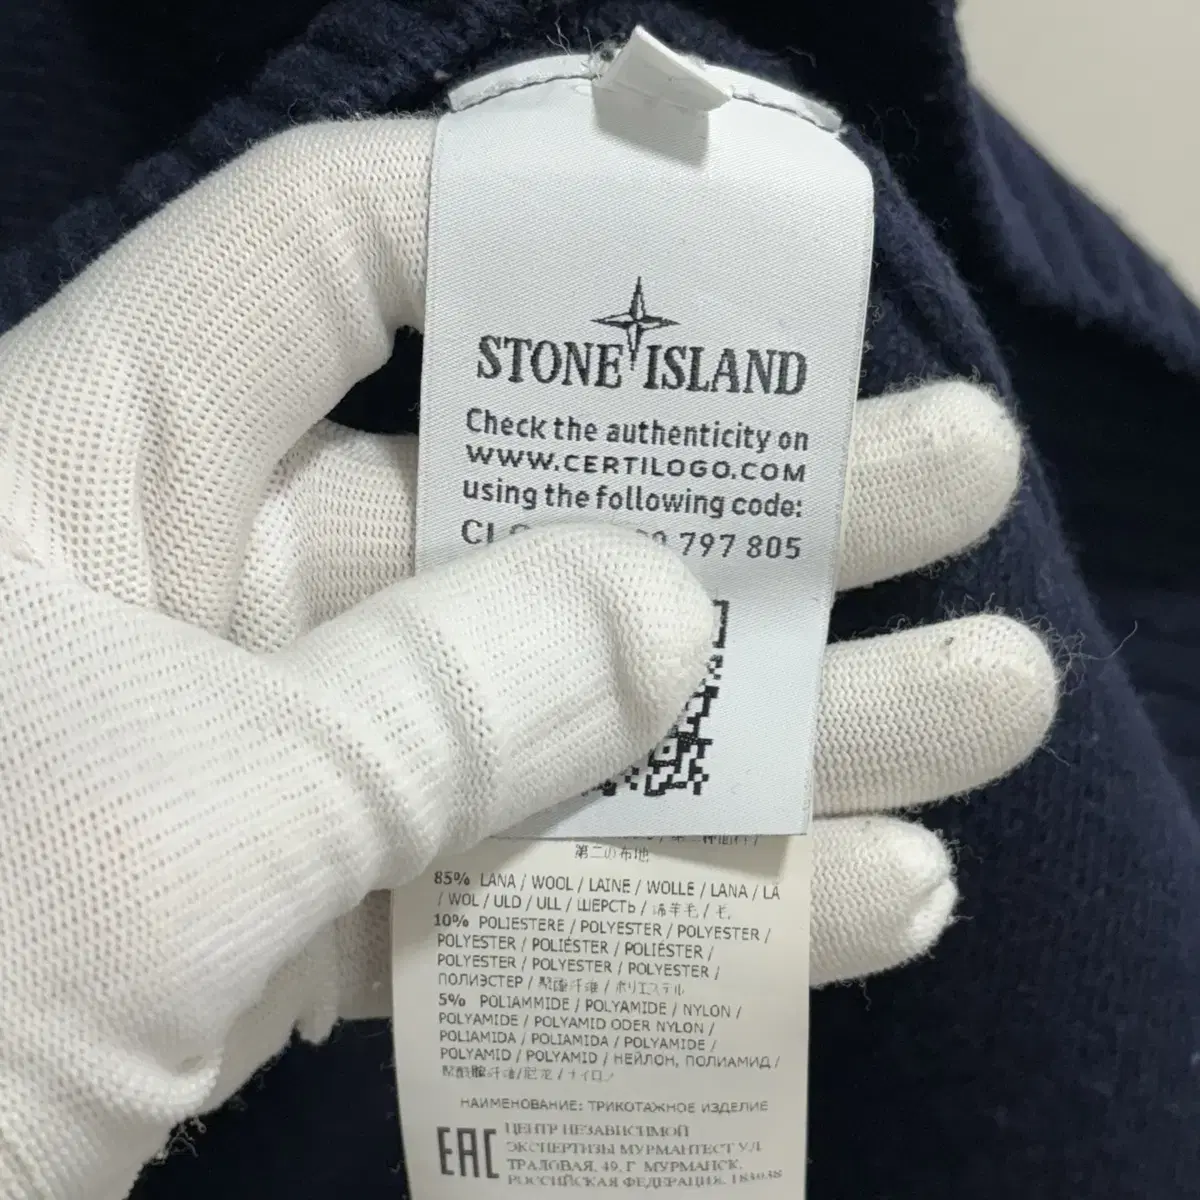 STONE ISLAND
Check the authenticity on
WWW.CERTILOGO.COM
using the following code:
797 805
第二の布地
85% LANA / WOOL / LAINE / WOLLE / LANA / LÃ
/ WOL / ULD / ULL / ШЕРСТЬ / 绵羊毛 / 毛
10% POLIESTERE / POLYESTER / POLYESTER /
POLYESTER / POLIÉSTER / POLIÉSTER /
POLYESTER / POLYESTER / POLYESTER /
ПОЛИЭСТЕР / 聚酯纤维 / ポリエステル
5% POLIAMMIDE / POLYAMIDE / NYLON /
POLYAMIDE / POLYAMID ODER NYLON /
POLIAMIDA / POLIAMIDA / POLYAMIDE /
POLYAMID / POLYAMID / НЕЙЛОН, ПОЛИАМИД /
聚酰胺纤维/尼龙 / ナイロン
НАИМЕНОВАНИЕ: ТРИКОТАЖНОЕ ИЗДЕЛИЕ
EAC
ЦЕНТР НЕЗАВИСИМОЙ
ЭКСПЕРТИЗЫ МУРМАНТЕСТ УЛ.
ТРАЛОВАЯ, 49, Г. МУРМАНСК,
РОССИЙСКАЯ ФЕДЕРАЦИЯ, 183038